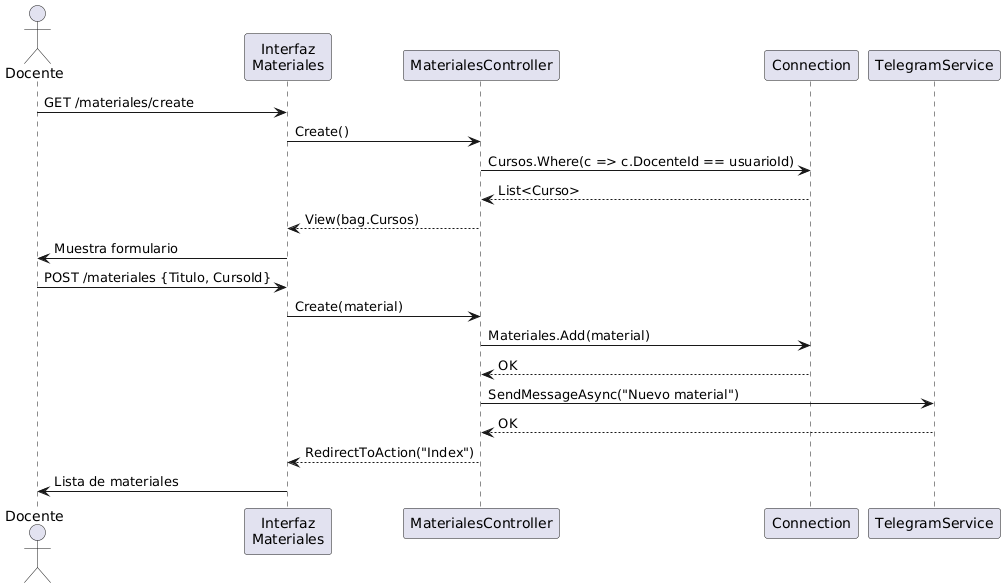 Docente
Interfaz
Materiales
MaterialesController
Connection
TelegramService
GET /materiales/create
Create()
Cursos.Where(c => c.DocenteId == usuarioId)
List<Curso>
View(bag.Cursos)
Muestra formulario
POST /materiales {Titulo, CursoId}
Create(material)
Materiales.Add(material)
OK
SendMessageAsync("Nuevo material")
OK
RedirectToAction("Index")
Lista de materiales
Docente
Interfaz
Materiales
MaterialesController
Connection
TelegramService